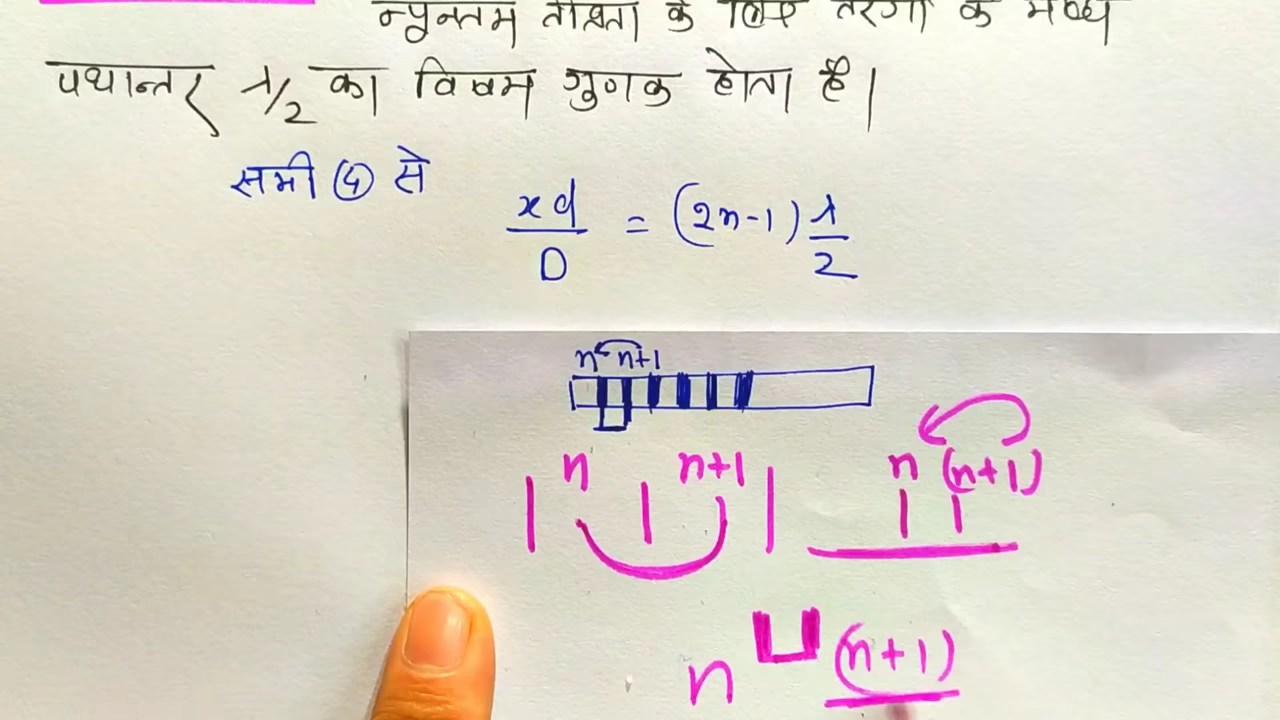 न्यूनतम तीव्रता के लिए तरंगों के मध्य
पथान्तर λ/2 का विषम गुणक होता है।
समी ④ से
xd/D = (2n-1) λ/2
n n+1
n n+1 n (n+1)
n (n+1)